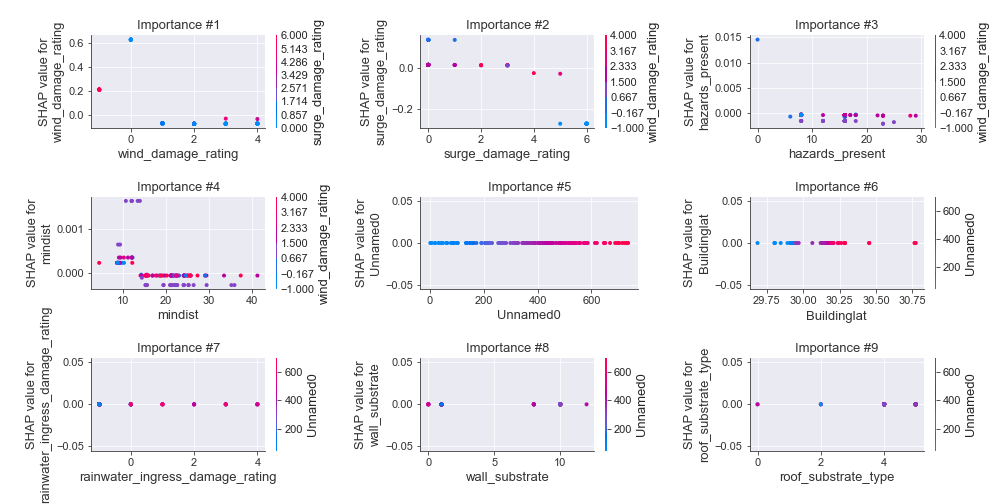 Importance #1
SHAP value for
wind_damage_rating
0.6
0.4
0.2
0.0
0
2
4
wind_damage_rating
6.000
5.143
4.286
3.429
2.571
1.714
0.857
0.000
surge_damage_rating
Importance #2
SHAP value for
surge_damage_rating
0.0
−0.2
0
2
4
6
surge_damage_rating
4.000
3.167
2.333
1.500
0.667
−0.167
−1.000
wind_damage_rating
Importance #3
SHAP value for
hazards_present
0.015
0.010
0.005
0.000
0
10
20
30
hazards_present
4.000
3.167
2.333
1.500
0.667
−0.167
−1.000
wind_damage_rating
Importance #4
SHAP value for
mindist
0.001
0.000
10
20
30
40
mindist
4.000
3.167
2.333
1.500
0.667
−0.167
−1.000
wind_damage_rating
Importance #5
SHAP value for
Unnamed0
0.05
0.00
−0.05
0
200
400
600
Unnamed0
Importance #6
SHAP value for
Buildinglat
0.05
0.00
−0.05
29.75
30.00
30.25
30.50
30.75
Buildinglat
600
400
200
Unnamed0
Importance #7
SHAP value for
rainwater_ingress_damage_rating
0.05
0.00
−0.05
0
2
4
rainwater_ingress_damage_rating
600
400
200
Unnamed0
Importance #8
SHAP value for
wall_substrate
0.05
0.00
−0.05
0
5
10
wall_substrate
600
400
200
Unnamed0
Importance #9
SHAP value for
roof_substrate_type
0.05
0.00
−0.05
0
2
4
roof_substrate_type
600
400
200
Unnamed0